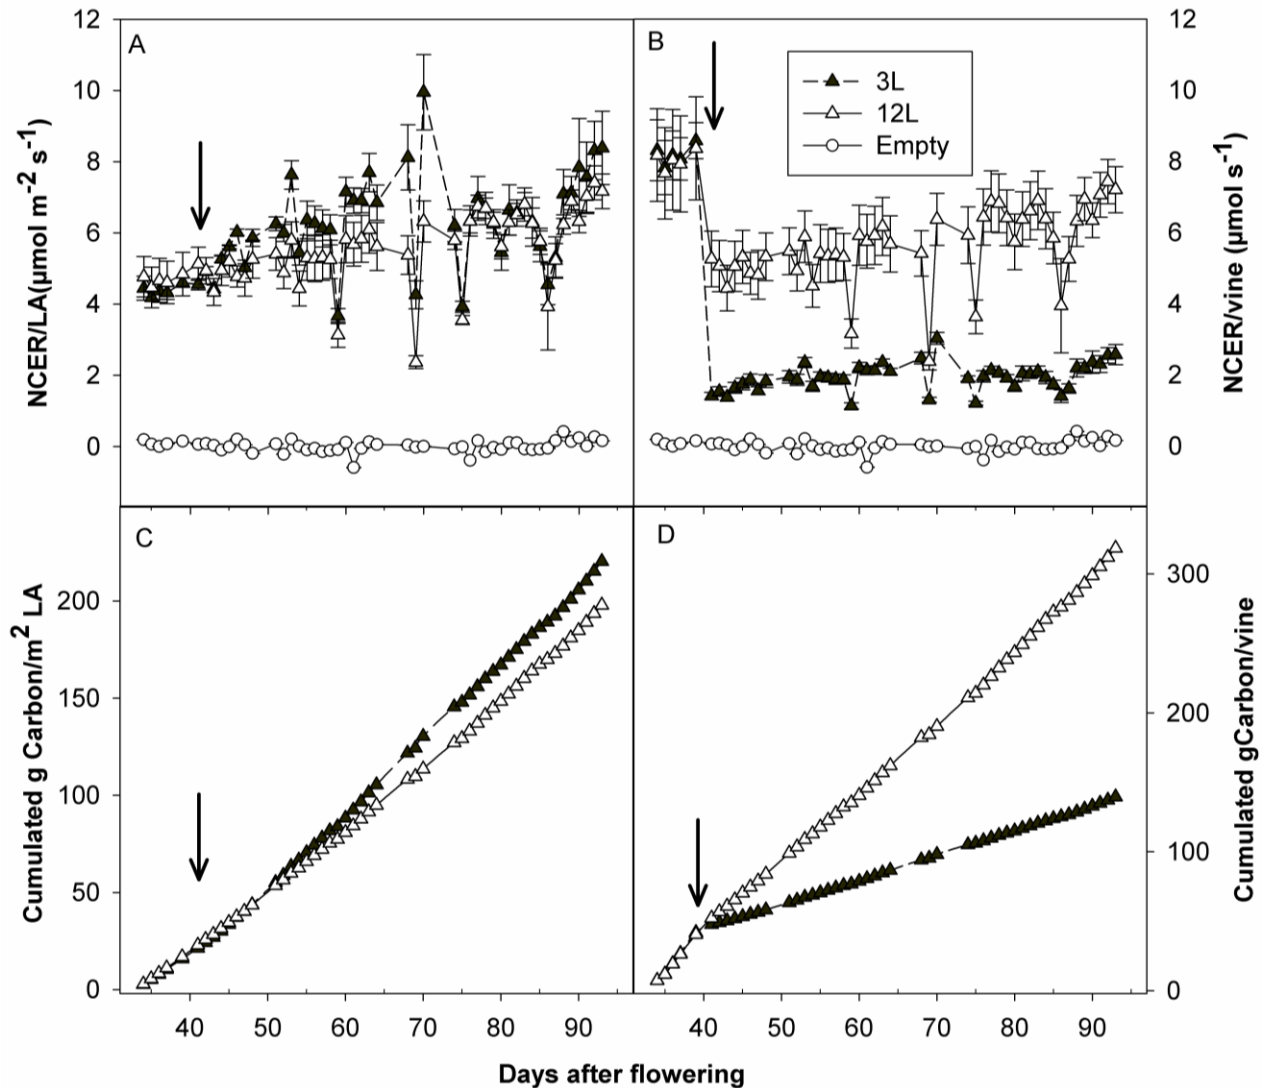 A
B
12
10
8
6
4
2
0
NCER/LA(µmol m-2 s-1)
3L
12L
Empty
12
10
8
6
4
2
0
NCER/vine (µmol s-1)
C
D
200
150
100
50
0
Cumulated g Carbon/m2 LA
300
200
100
0
Cumulated gCarbon/vine
40 50 60 70 80 90 40 50 60 70 80 90
Days after flowering